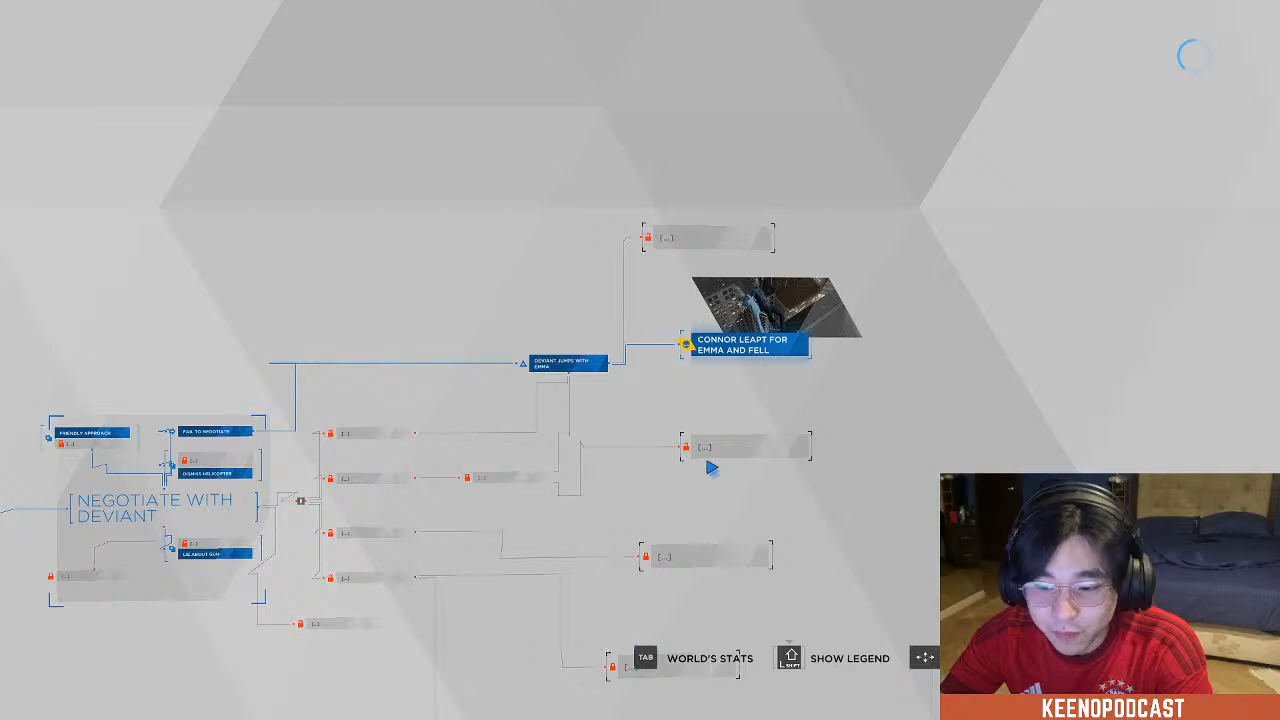 [...]
CONNOR LEAPT FOR
EMMA AND FELL
DEVIANT JUMPS WITH
EMMA
FRIENDLY APPROACH
[...]
FAIL TO NEGOTIATE
[...]
DISMISS HELICOPTER
NEGOTIATE WITH
DEVIANT
[...]
LIE ABOUT GUN
[...]
[...]
[...]
[...]
[...]
[...]
[...]
[...]
[...]
TAB WORLD'S STATS
L SHIFT SHOW LEGEND
KEENOPODCAST